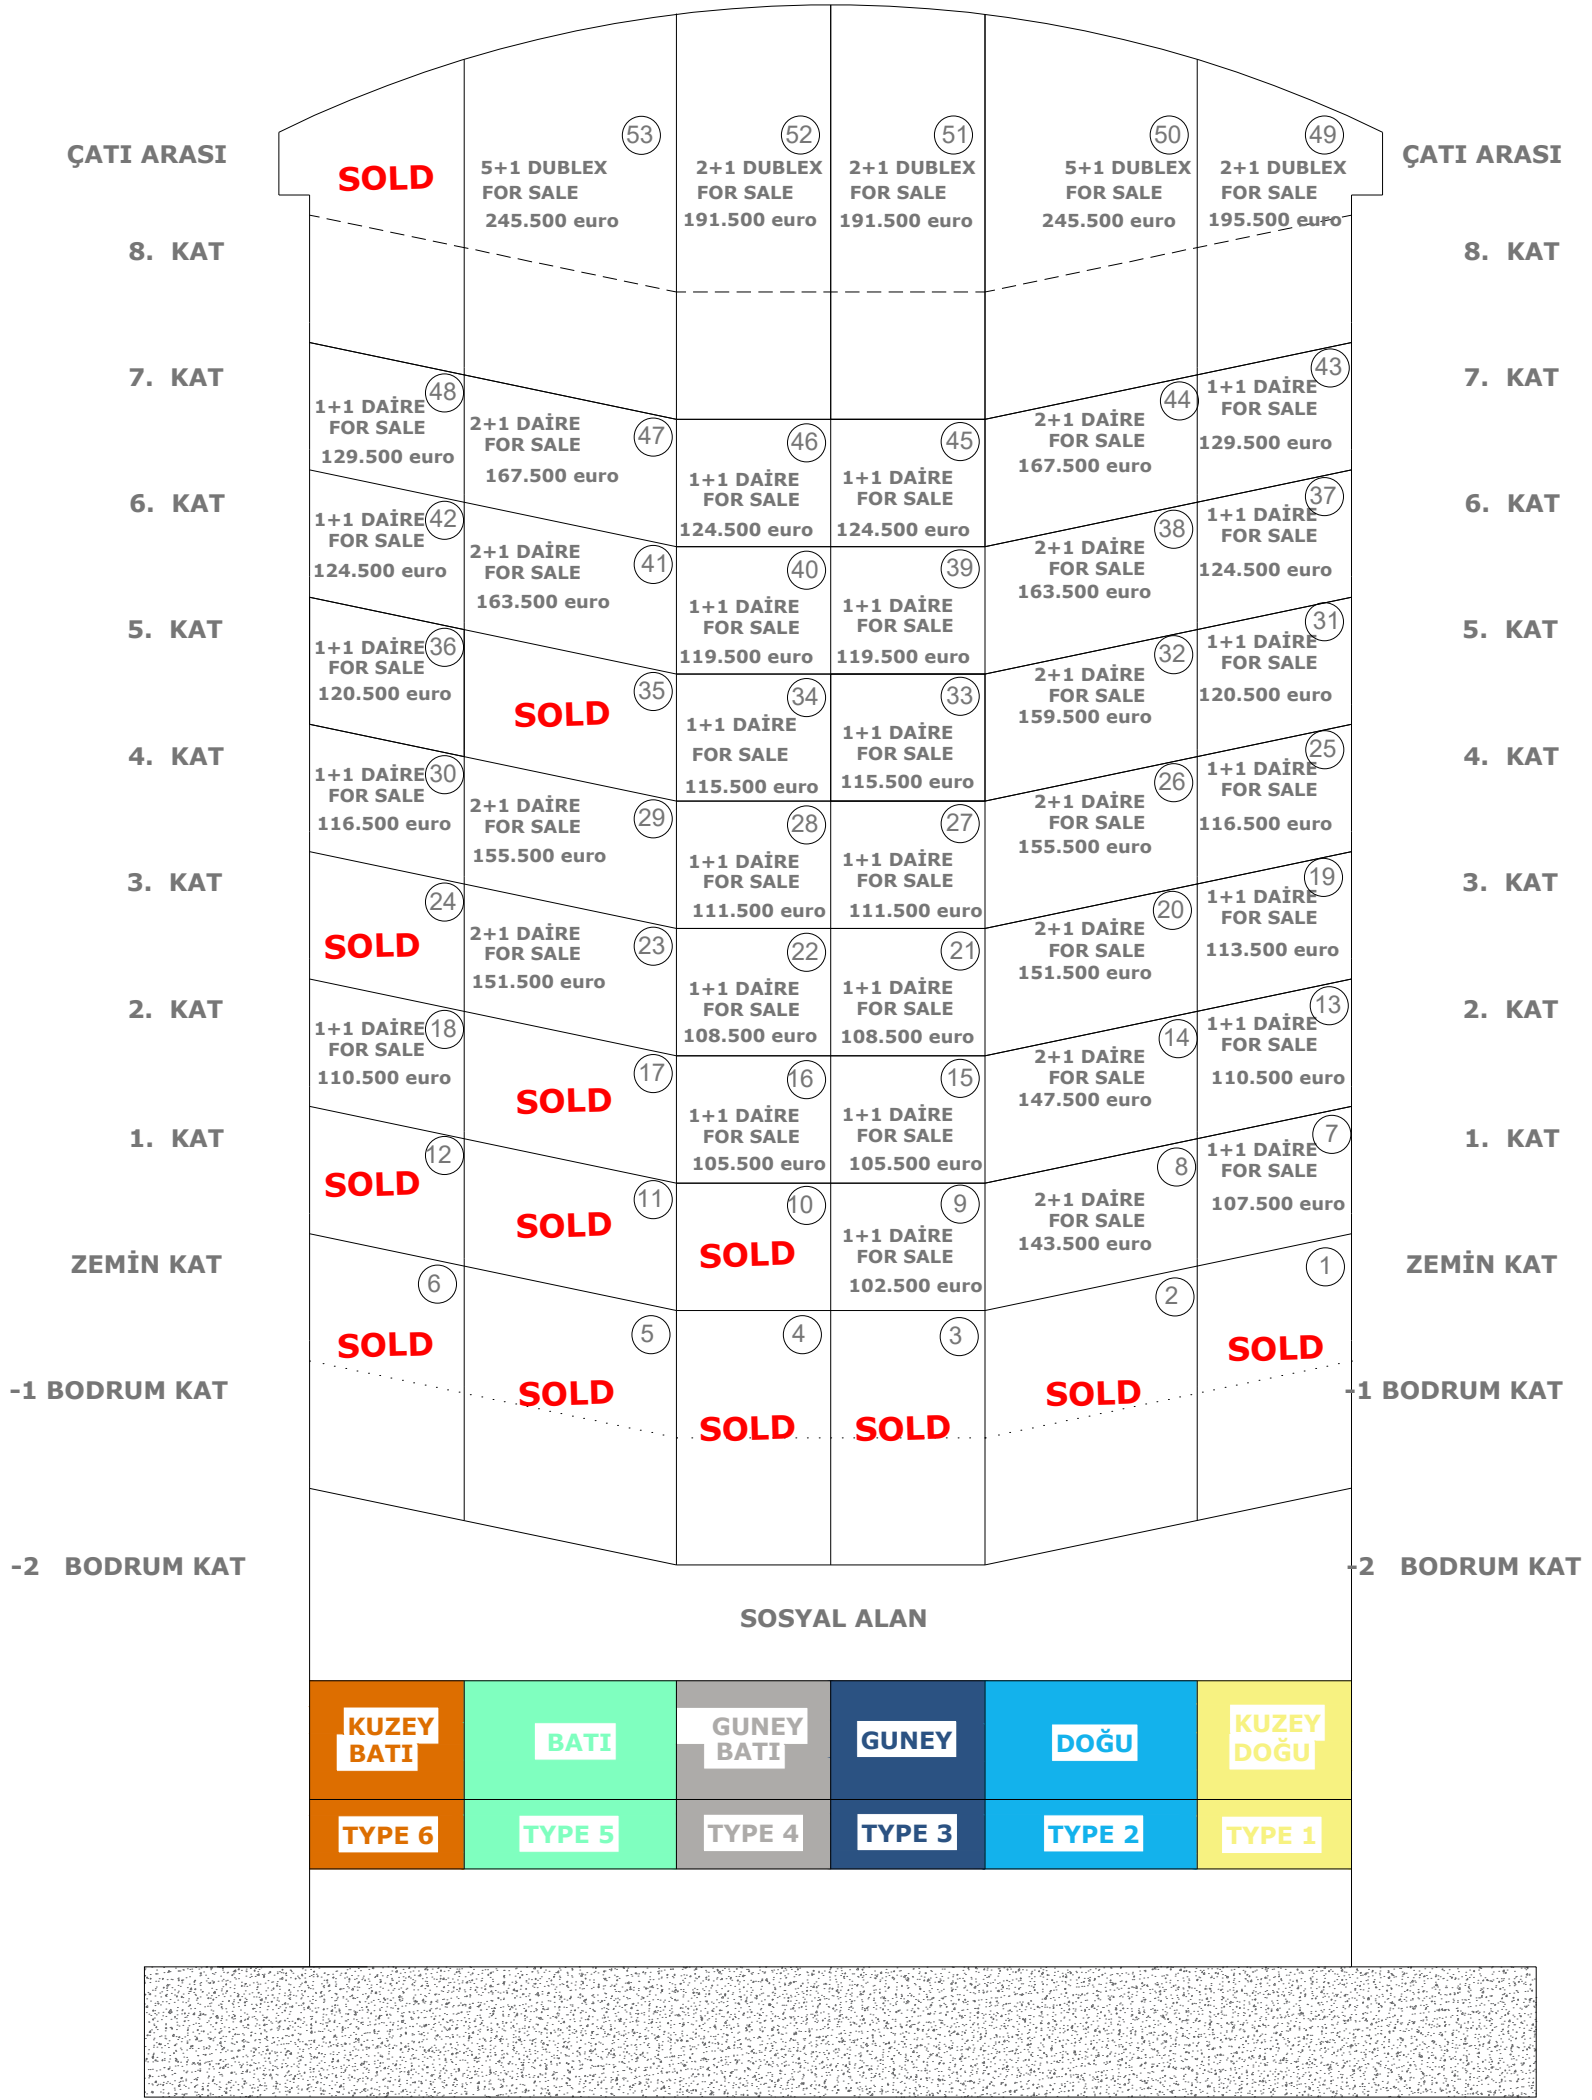 53
52
51
50
49
ÇATI ARASI
SOLD
5+1 DUBLEX
FOR SALE
245.500 euro
2+1 DUBLEX
FOR SALE
191.500 euro
2+1 DUBLEX
FOR SALE
191.500 euro
5+1 DUBLEX
FOR SALE
245.500 euro
2+1 DUBLEX
FOR SALE
195.500 euro
ÇATI ARASI
8. KAT
8. KAT
7. KAT
48
1+1 DAİRE
FOR SALE
129.500 euro
47
2+1 DAİRE
FOR SALE
167.500 euro
46
1+1 DAİRE
FOR SALE
124.500 euro
45
1+1 DAİRE
FOR SALE
124.500 euro
44
2+1 DAİRE
FOR SALE
167.500 euro
43
1+1 DAİRE
FOR SALE
129.500 euro
7. KAT
6. KAT
42
1+1 DAİRE
FOR SALE
124.500 euro
41
2+1 DAİRE
FOR SALE
163.500 euro
40
1+1 DAİRE
FOR SALE
119.500 euro
39
1+1 DAİRE
FOR SALE
119.500 euro
38
2+1 DAİRE
FOR SALE
163.500 euro
37
1+1 DAİRE
FOR SALE
124.500 euro
6. KAT
5. KAT
36
1+1 DAİRE
FOR SALE
120.500 euro
35
SOLD
34
1+1 DAİRE
FOR SALE
115.500 euro
33
1+1 DAİRE
FOR SALE
115.500 euro
32
2+1 DAİRE
FOR SALE
159.500 euro
31
1+1 DAİRE
FOR SALE
120.500 euro
5. KAT
4. KAT
30
1+1 DAİRE
FOR SALE
116.500 euro
29
2+1 DAİRE
FOR SALE
155.500 euro
28
1+1 DAİRE
FOR SALE
111.500 euro
27
1+1 DAİRE
FOR SALE
111.500 euro
26
2+1 DAİRE
FOR SALE
155.500 euro
25
1+1 DAİRE
FOR SALE
116.500 euro
4. KAT
3. KAT
24
SOLD
23
2+1 DAİRE
FOR SALE
151.500 euro
22
1+1 DAİRE
FOR SALE
108.500 euro
21
1+1 DAİRE
FOR SALE
108.500 euro
20
2+1 DAİRE
FOR SALE
151.500 euro
19
1+1 DAİRE
FOR SALE
113.500 euro
3. KAT
2. KAT
18
1+1 DAİRE
FOR SALE
110.500 euro
17
SOLD
16
1+1 DAİRE
FOR SALE
105.500 euro
15
1+1 DAİRE
FOR SALE
105.500 euro
14
2+1 DAİRE
FOR SALE
147.500 euro
13
1+1 DAİRE
FOR SALE
110.500 euro
2. KAT
1. KAT
12
SOLD
11
SOLD
10
SOLD
9
1+1 DAİRE
FOR SALE
102.500 euro
8
2+1 DAİRE
FOR SALE
143.500 euro
7
1+1 DAİRE
FOR SALE
107.500 euro
1. KAT
ZEMİN KAT
6
SOLD
5
SOLD
4
SOLD
3
SOLD
2
SOLD
1
SOLD
ZEMİN KAT
-1 BODRUM KAT
-1 BODRUM KAT
-2 BODRUM KAT
-2 BODRUM KAT
SOSYAL ALAN
KUZEY
BATI
BATI
GUNEY
BATI
GUNEY
DOĞU
KUZEY
DOĞU
TYPE 6
TYPE 5
TYPE 4
TYPE 3
TYPE 2
TYPE 1